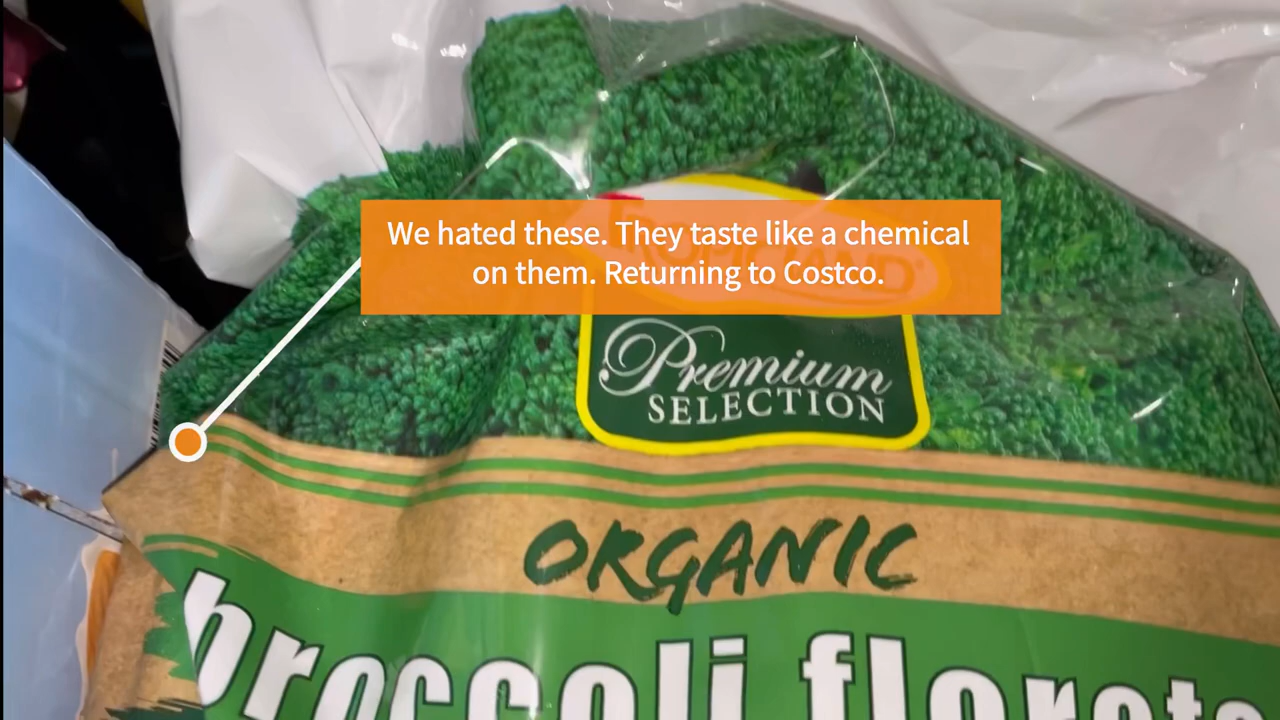 We hated these. They taste like a chemical
on them. Returning to Costco.
Premium
SELECTION
ORGANIC
broccoli florets